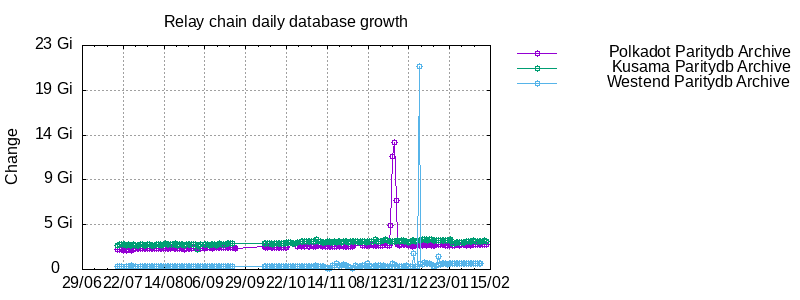 Relay chain daily database growth
23 Gi
19 Gi
14 Gi
9 Gi
5 Gi
0
Change
29/06 22/07 14/08 06/09 29/09 22/10 14/11 08/12 31/12 23/01 15/02
Polkadot Paritydb Archive
Kusama Paritydb Archive
Westend Paritydb Archive